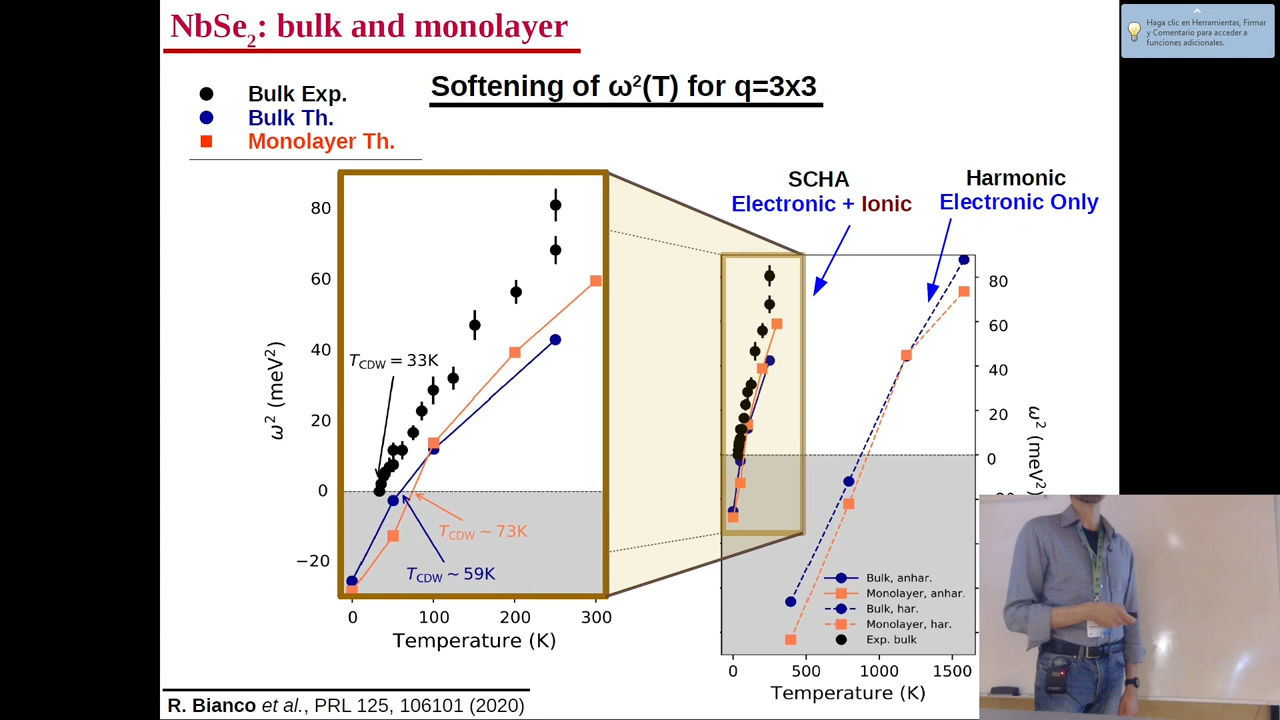 NbSe₂: bulk and monolayer
Haga clic en Herramientas, Firmar
y Comentario para acceder a
funciones adicionales.
Softening of ω²(T) for q=3x3
Bulk Exp.
Bulk Th.
Monolayer Th.
SCHA
Electronic + Ionic
Harmonic
Electronic Only
80
60
40
20
0
−20
ω² (meV²)
T_CDW = 33K
T_CDW ~ 73K
T_CDW ~ 59K
0
100
200
300
Temperature (K)
80
60
40
20
0
ω² (meV²)
Bulk, anhar.
Monolayer, anhar.
Bulk, har.
Monolayer, har.
Exp. bulk
0
500
1000
1500
Temperature (K)
R. Bianco et al., PRL 125, 106101 (2020)